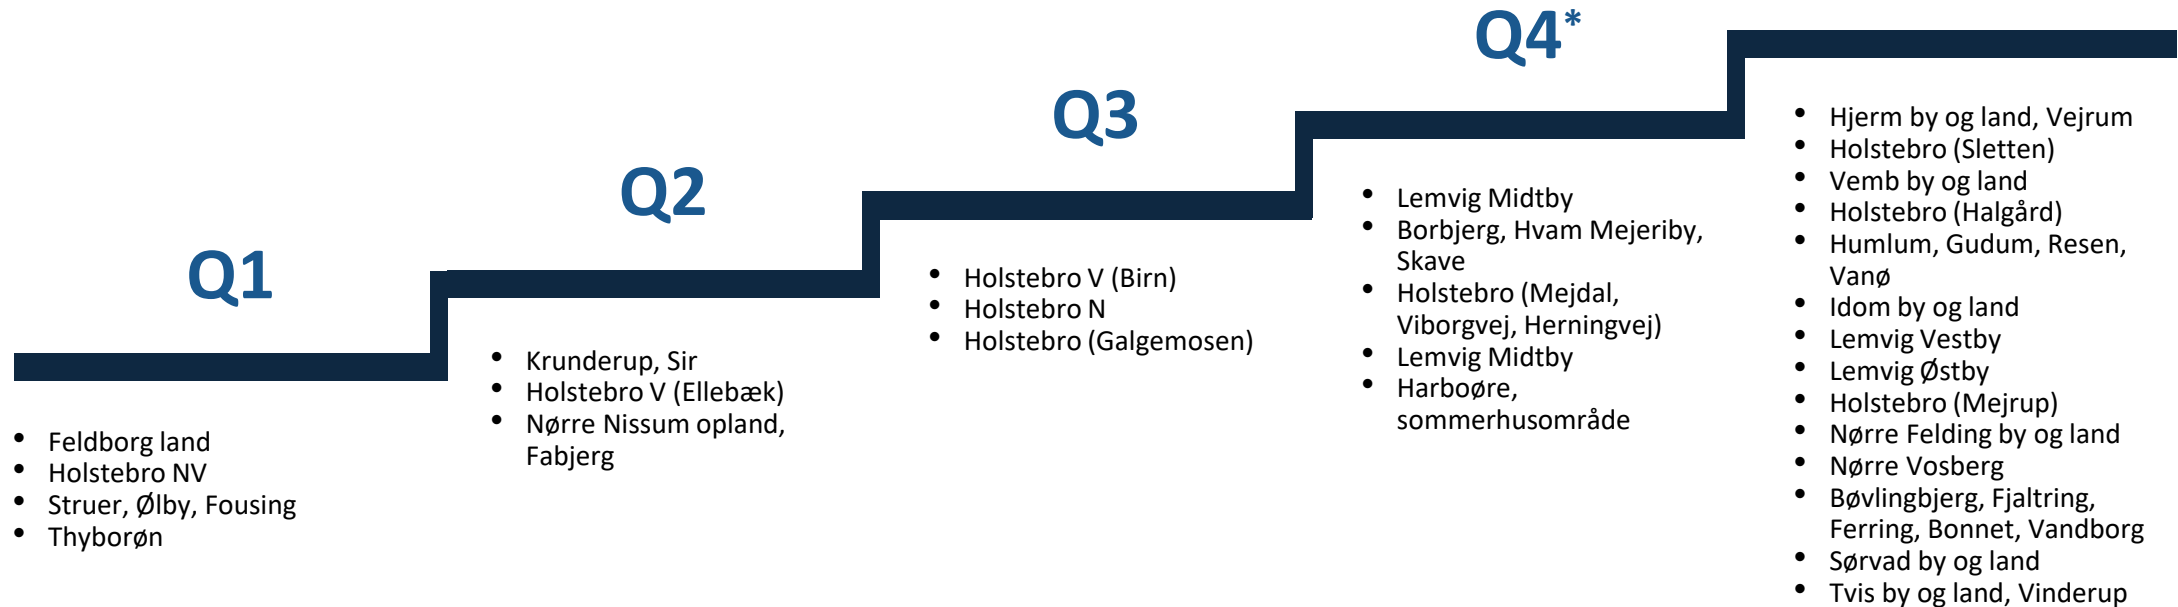 Q1
• Feldborg land
• Holstebro NV
• Struer, Ølby, Fousing
• Thyborøn
Q2
• Krunderup, Sir
• Holstebro V (Ellebæk)
• Nørre Nissum opland,
Fabjerg
Q3
• Holstebro V (Birn)
• Holstebro N
• Holstebro (Galgemosen)
Q4*
• Lemvig Midtby
• Borbjerg, Hvam Mejeriby,
Skave
• Holstebro (Mejdal,
Viborgvej, Herningvej)
• Lemvig Midtby
• Harboøre,
sommerhusområde
• Hjerm by og land, Vejrum
• Holstebro (Sletten)
• Vemb by og land
• Holstebro (Halgård)
• Humlum, Gudum, Resen,
Vanø
• Idom by og land
• Lemvig Vestby
• Lemvig Østby
• Holstebro (Mejrup)
• Nørre Felding by og land
• Nørre Vosberg
• Bøvlingbjerg, Fjaltring,
Ferring, Bonnet, Vandborg
• Sørvad by og land
• Tvis by og land, Vinderup